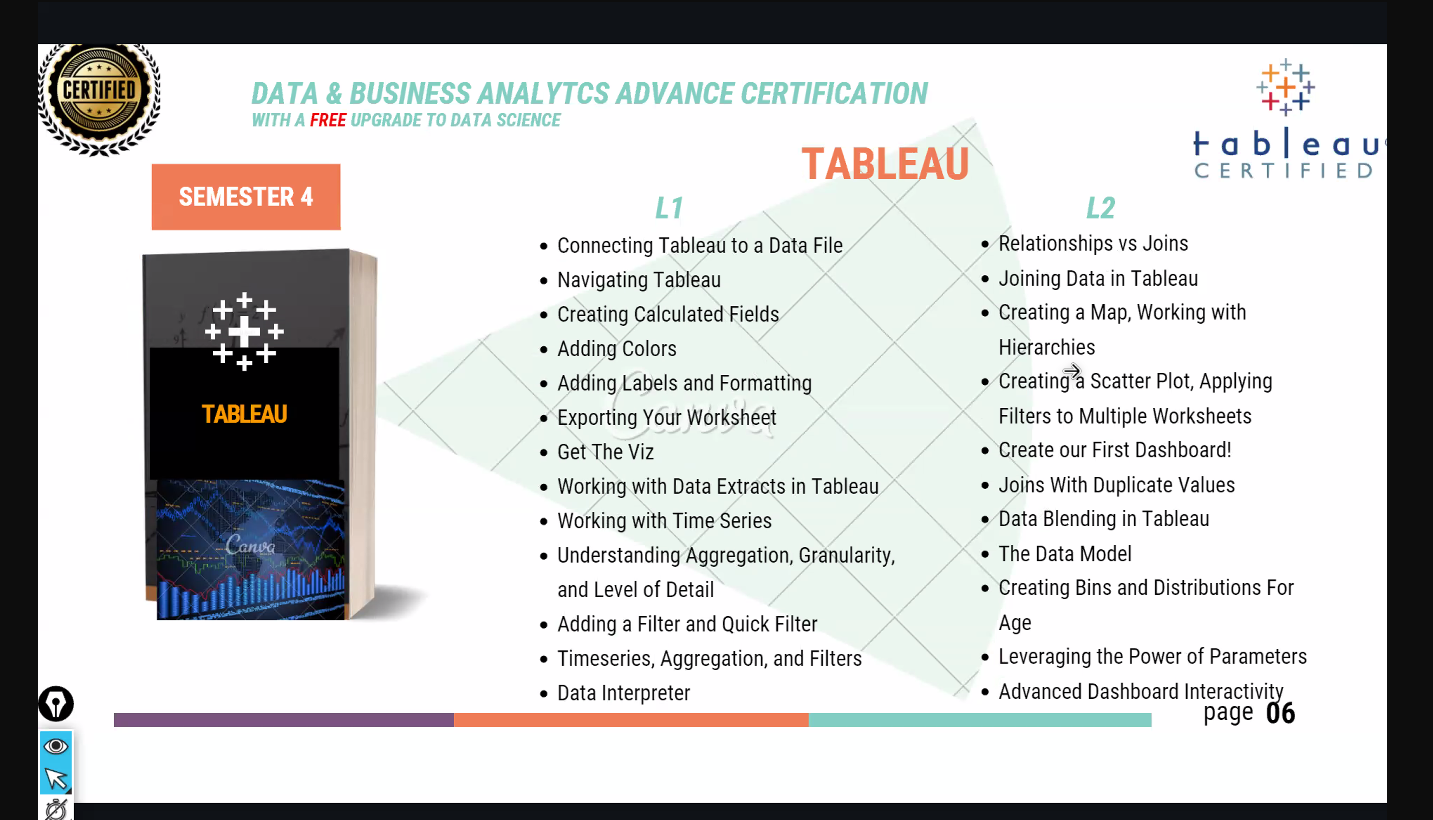 CERTIFIED
DATA & BUSINESS ANALYTCS ADVANCE CERTIFICATION
WITH A FREE UPGRADE TO DATA SCIENCE
tableau
CERTIFIED
TABLEAU
SEMESTER 4
TABLEAU
Canva
L1
Connecting Tableau to a Data File
Navigating Tableau
Creating Calculated Fields
Adding Colors
Adding Labels and Formatting
Exporting Your Worksheet
Get The Viz
Working with Data Extracts in Tableau
Working with Time Series
Understanding Aggregation, Granularity,
and Level of Detail
Adding a Filter and Quick Filter
Timeseries, Aggregation, and Filters
Data Interpreter
Canva
L2
Relationships vs Joins
Joining Data in Tableau
Creating a Map, Working with
Hierarchies
Creating a Scatter Plot, Applying
Filters to Multiple Worksheets
Create our First Dashboard!
Joins With Duplicate Values
Data Blending in Tableau
The Data Model
Creating Bins and Distributions For
Age
Leveraging the Power of Parameters
Advanced Dashboard Interactivity
page 06